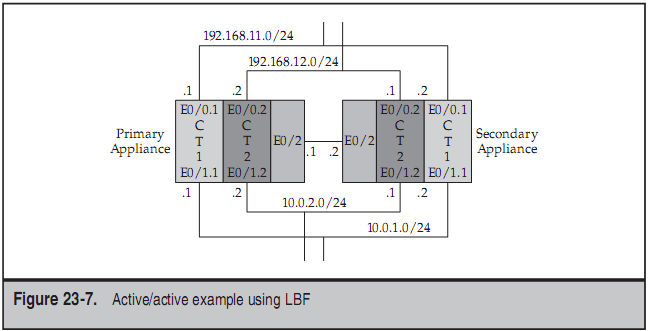 192.168.11.0/24
192.168.12.0/24
.1 .2 .1 .2
E0/0.1 E0/0.2 E0/0.2 E0/0.1
C C C C
Primary T T E0/2 E0/2 T T Secondary
Appliance 1 2 .1 .2 2 1 Appliance
E0/1.1 E0/1.2 E0/1.2 E0/1.1
.1 .2 .1 .2
10.0.2.0/24
10.0.1.0/24
Figure 23-7. Active/active example using LBF